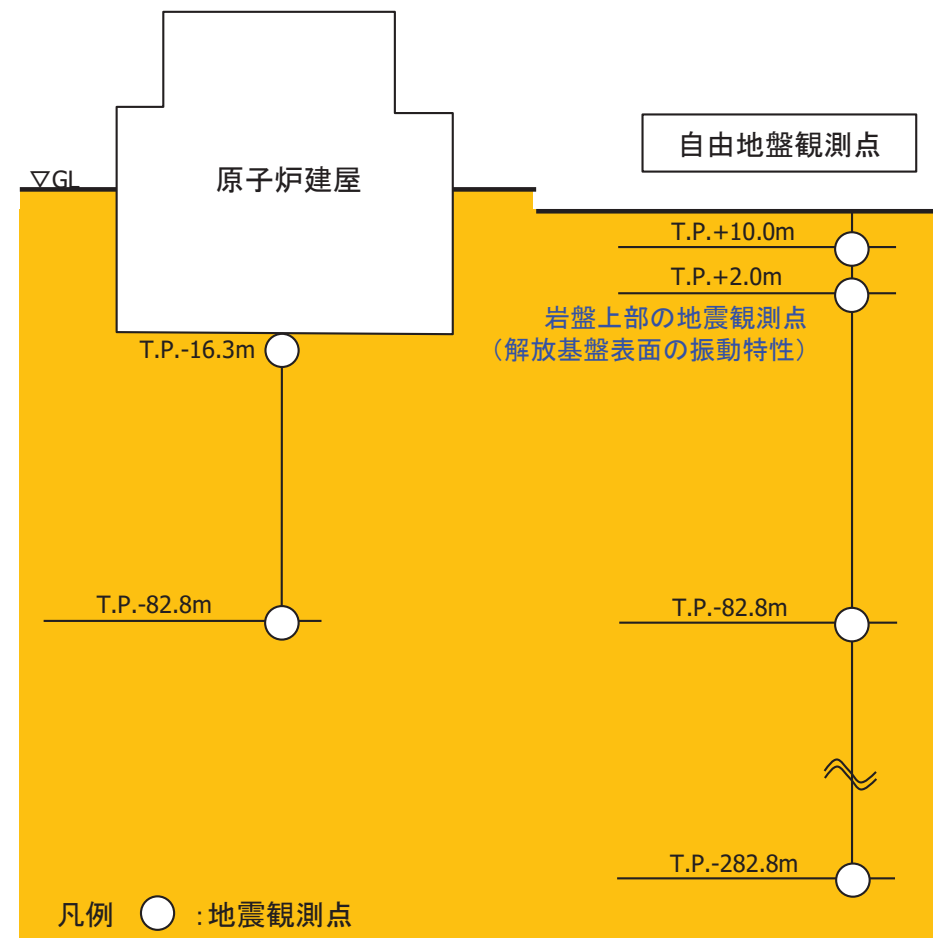 自由地盤観測点
▽GL
原子炉建屋
T.P.+10.0m
T.P.+2.0m
岩盤上部の地震観測点
（解放基盤表面の振動特性）
T.P.-16.3m
T.P.-82.8m
T.P.-82.8m
T.P.-282.8m
凡例 ○ :地震観測点